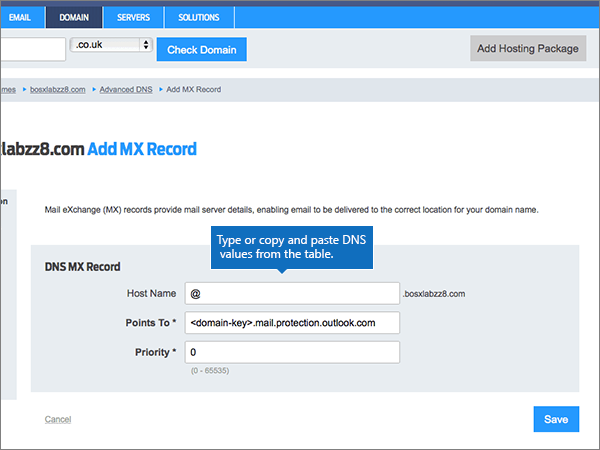 EMAIL DOMAIN SERVERS SOLUTIONS
.co.uk Check Domain Add Hosting Package
bosxlabzz8.com Advanced DNS Add MX Record
labzz8.com Add MX Record
Mail eXchange (MX) records provide mail server details, enabling email to be delivered to the correct location for your domain name.
Type or copy and paste DNS
values from the table.
DNS MX Record
Host Name @ .bosxlabzz8.com
Points To * <domain-key>.mail.protection.outlook.com
Priority * 0
(0 - 65535)
Cancel Save